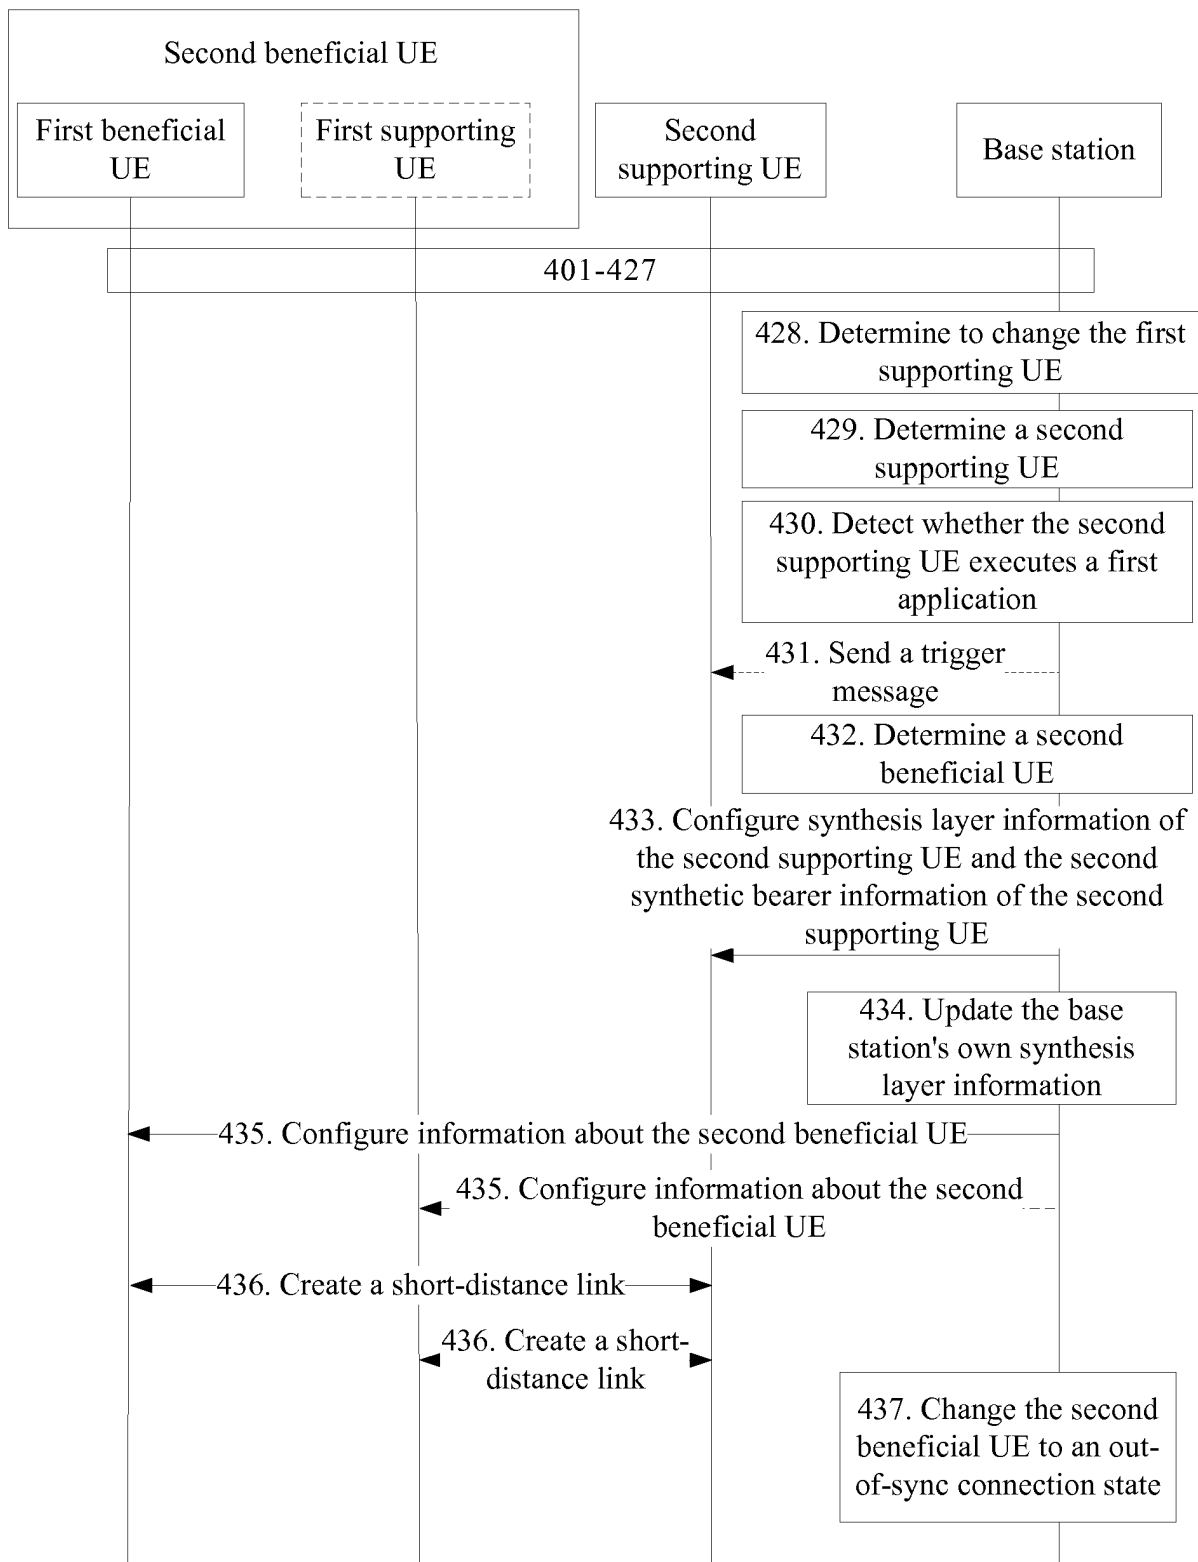 Second beneficial UE
First beneficial
UE
First supporting
UE
Second
supporting UE
Base station
401-427
428. Determine to change the first
supporting UE
429. Determine a second
supporting UE
430. Detect whether the second
supporting UE executes a first
application
431. Send a trigger
message
432. Determine a second
beneficial UE
433. Configure synthesis layer information of
the second supporting UE and the second
synthetic bearer information of the second
supporting UE
434. Update the base
station's own synthesis
layer information
435. Configure information about the second beneficial UE
435. Configure information about the second
beneficial UE
436. Create a short-distance link
436. Create a short-
distance link
437. Change the second
beneficial UE to an out-
of-sync connection state